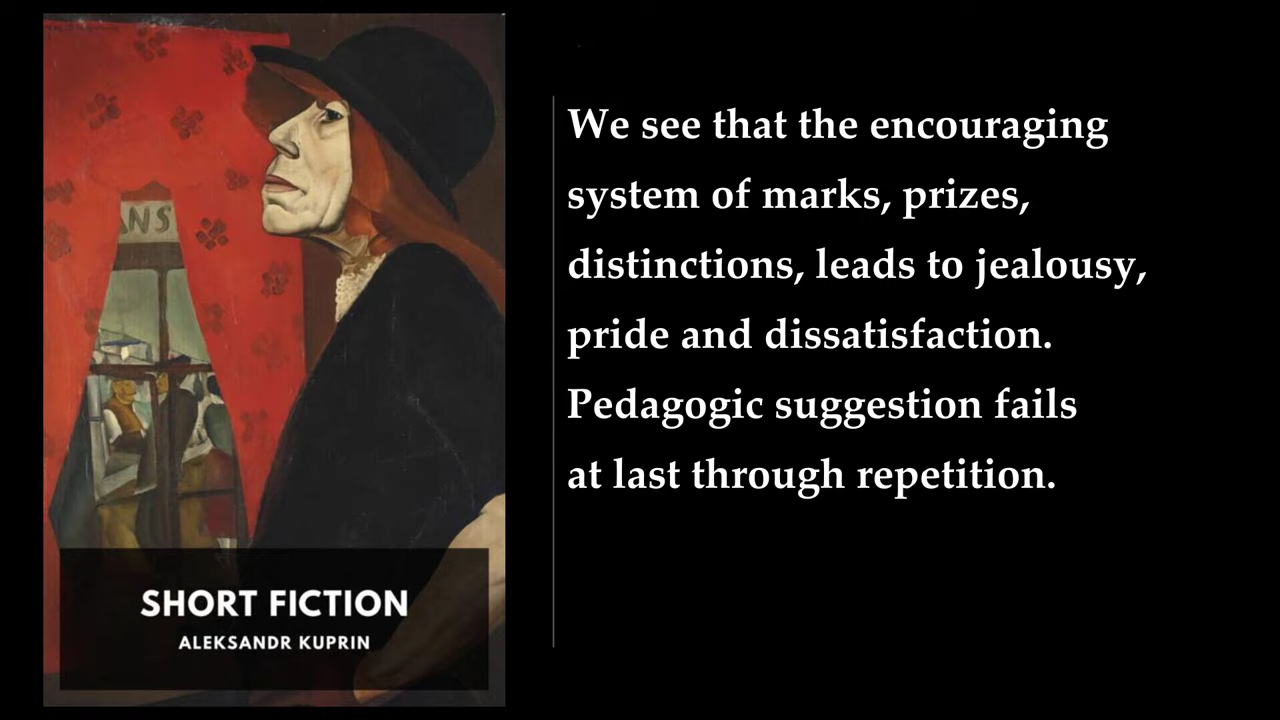 ANS
SHORT FICTION
ALEKSANDR KUPRIN
We see that the encouraging
system of marks, prizes,
distinctions, leads to jealousy,
pride and dissatisfaction.
Pedagogic suggestion fails
at last through repetition.